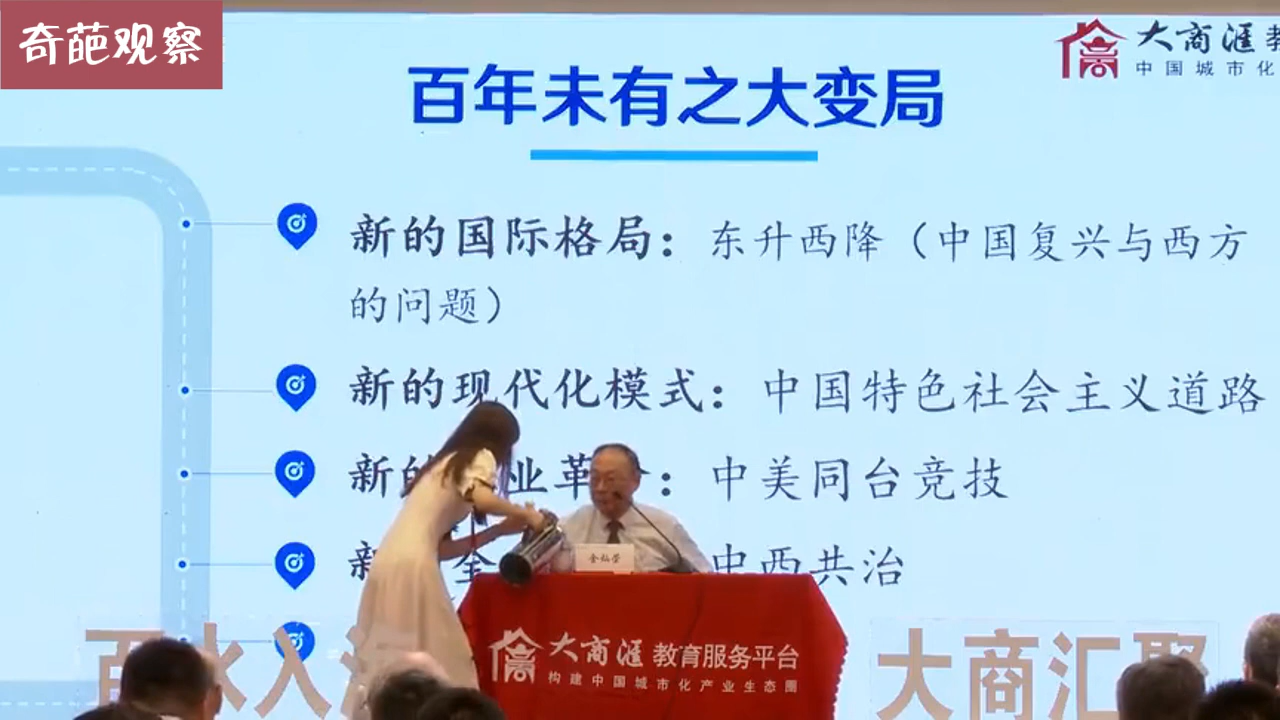 奇葩观察
大商滙教
中国城市化
百年未有之大变局
新的国际格局：东升西降（中国复兴与西方
的问题）
新的现代化模式：中国特色社会主义道路
新的 业革 ：中美同台竞技
新 全 中西共治
金灿荣
大商滙 教育服务平台
构建中国城市化产业生态圈
百水入
大商汇聚